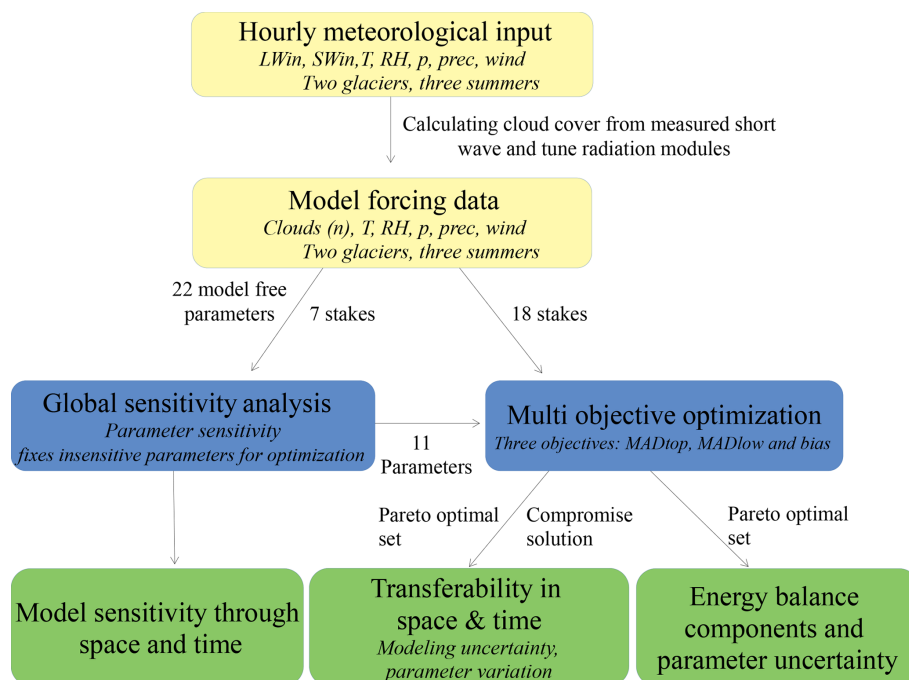 Hourly meteorological input
LWin, SWin,T, RH, p, prec, wind
Two glaciers, three summers
Calculating cloud cover from measured short
wave and tune radiation modules
Model forcing data
Clouds (n), T, RH, p, prec, wind
Two glaciers, three summers
22 model free
parameters
7 stakes
18 stakes
Global sensitivity analysis
Parameter sensitivity
fixes insensitive parameters for optimization
11
Parameters
Multi objective optimization
Three objectives: MADtop, MADlow and bias
Pareto optimal
set
Compromise
solution
Pareto optimal
set
Model sensitivity through
space and time
Transferability in
space & time
Modeling uncertainty,
parameter variation
Energy balance
components and
parameter uncertainty